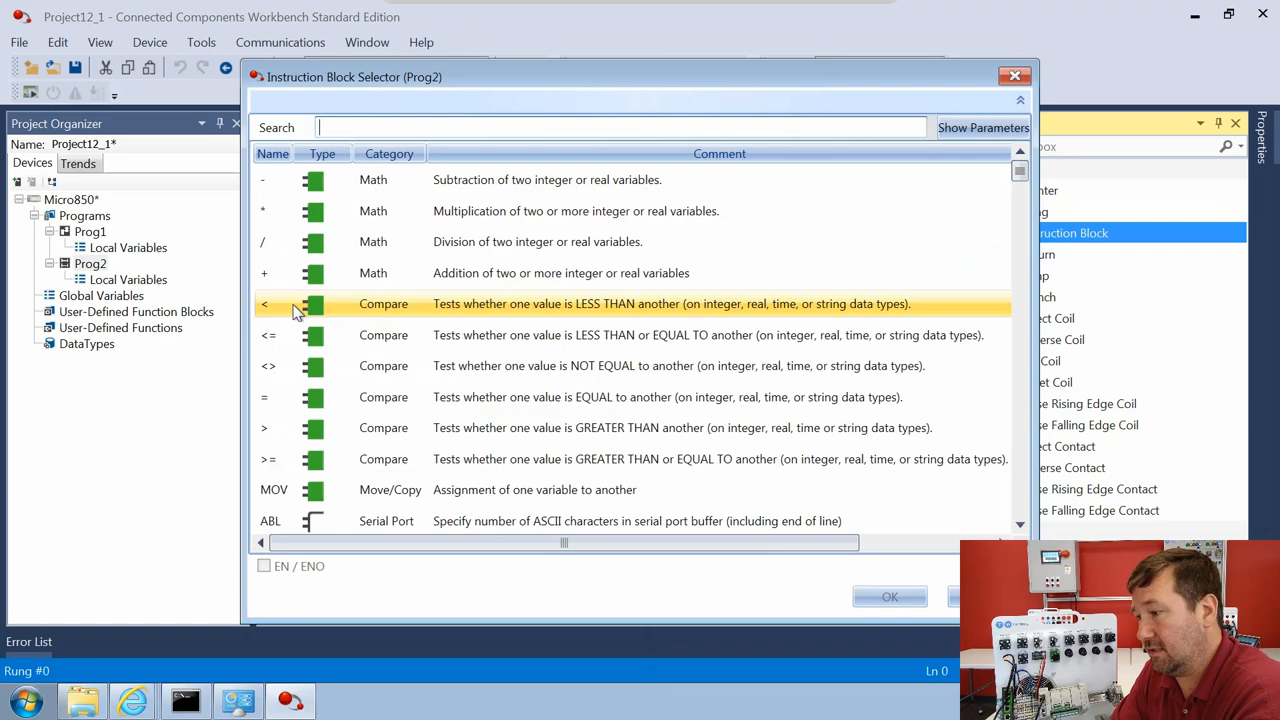 Project12_1 - Connected Components Workbench Standard Edition
File Edit View Device Tools Communications Window Help
Instruction Block Selector (Prog2)
Project Organizer
Name: Project12_1*
Devices Trends
Micro850*
Programs
Prog1
Local Variables
Prog2
Local Variables
Global Variables
User-Defined Function Blocks
User-Defined Functions
DataTypes
Search Show Parameters
Name Type Category Comment
- Math Subtraction of two integer or real variables.
* Math Multiplication of two or more integer or real variables.
/ Math Division of two integer or real variables.
+ Math Addition of two or more integer or real variables
< Compare Tests whether one value is LESS THAN another (on integer, real, time, or string data types).
<= Compare Tests whether one value is LESS THAN or EQUAL TO another (on integer, real, time, or string data types).
<> Compare Test whether one value is NOT EQUAL to another (on integer, real, time, or string data types).
= Compare Tests whether one value is EQUAL to another (on integer, real, time, or string data types).
> Compare Tests whether one value is GREATER THAN another (on integer, real, time, or string data types).
>= Compare Tests whether one value is GREATER THAN or EQUAL TO another (on integer, real, time, or string data types).
MOV Move/Copy Assignment of one variable to another
ABL Serial Port Specify number of ASCII characters in serial port buffer (including end of line)
EN / ENO
OK
box
nter
ng
struction Block
urn
mp
nch
ect Coil
erse Coil
t Coil
et Coil
se Rising Edge Coil
se Falling Edge Coil
ect Contact
erse Contact
se Rising Edge Contact
se Falling Edge Contact
Properties
Error List
Rung #0 Ln 0